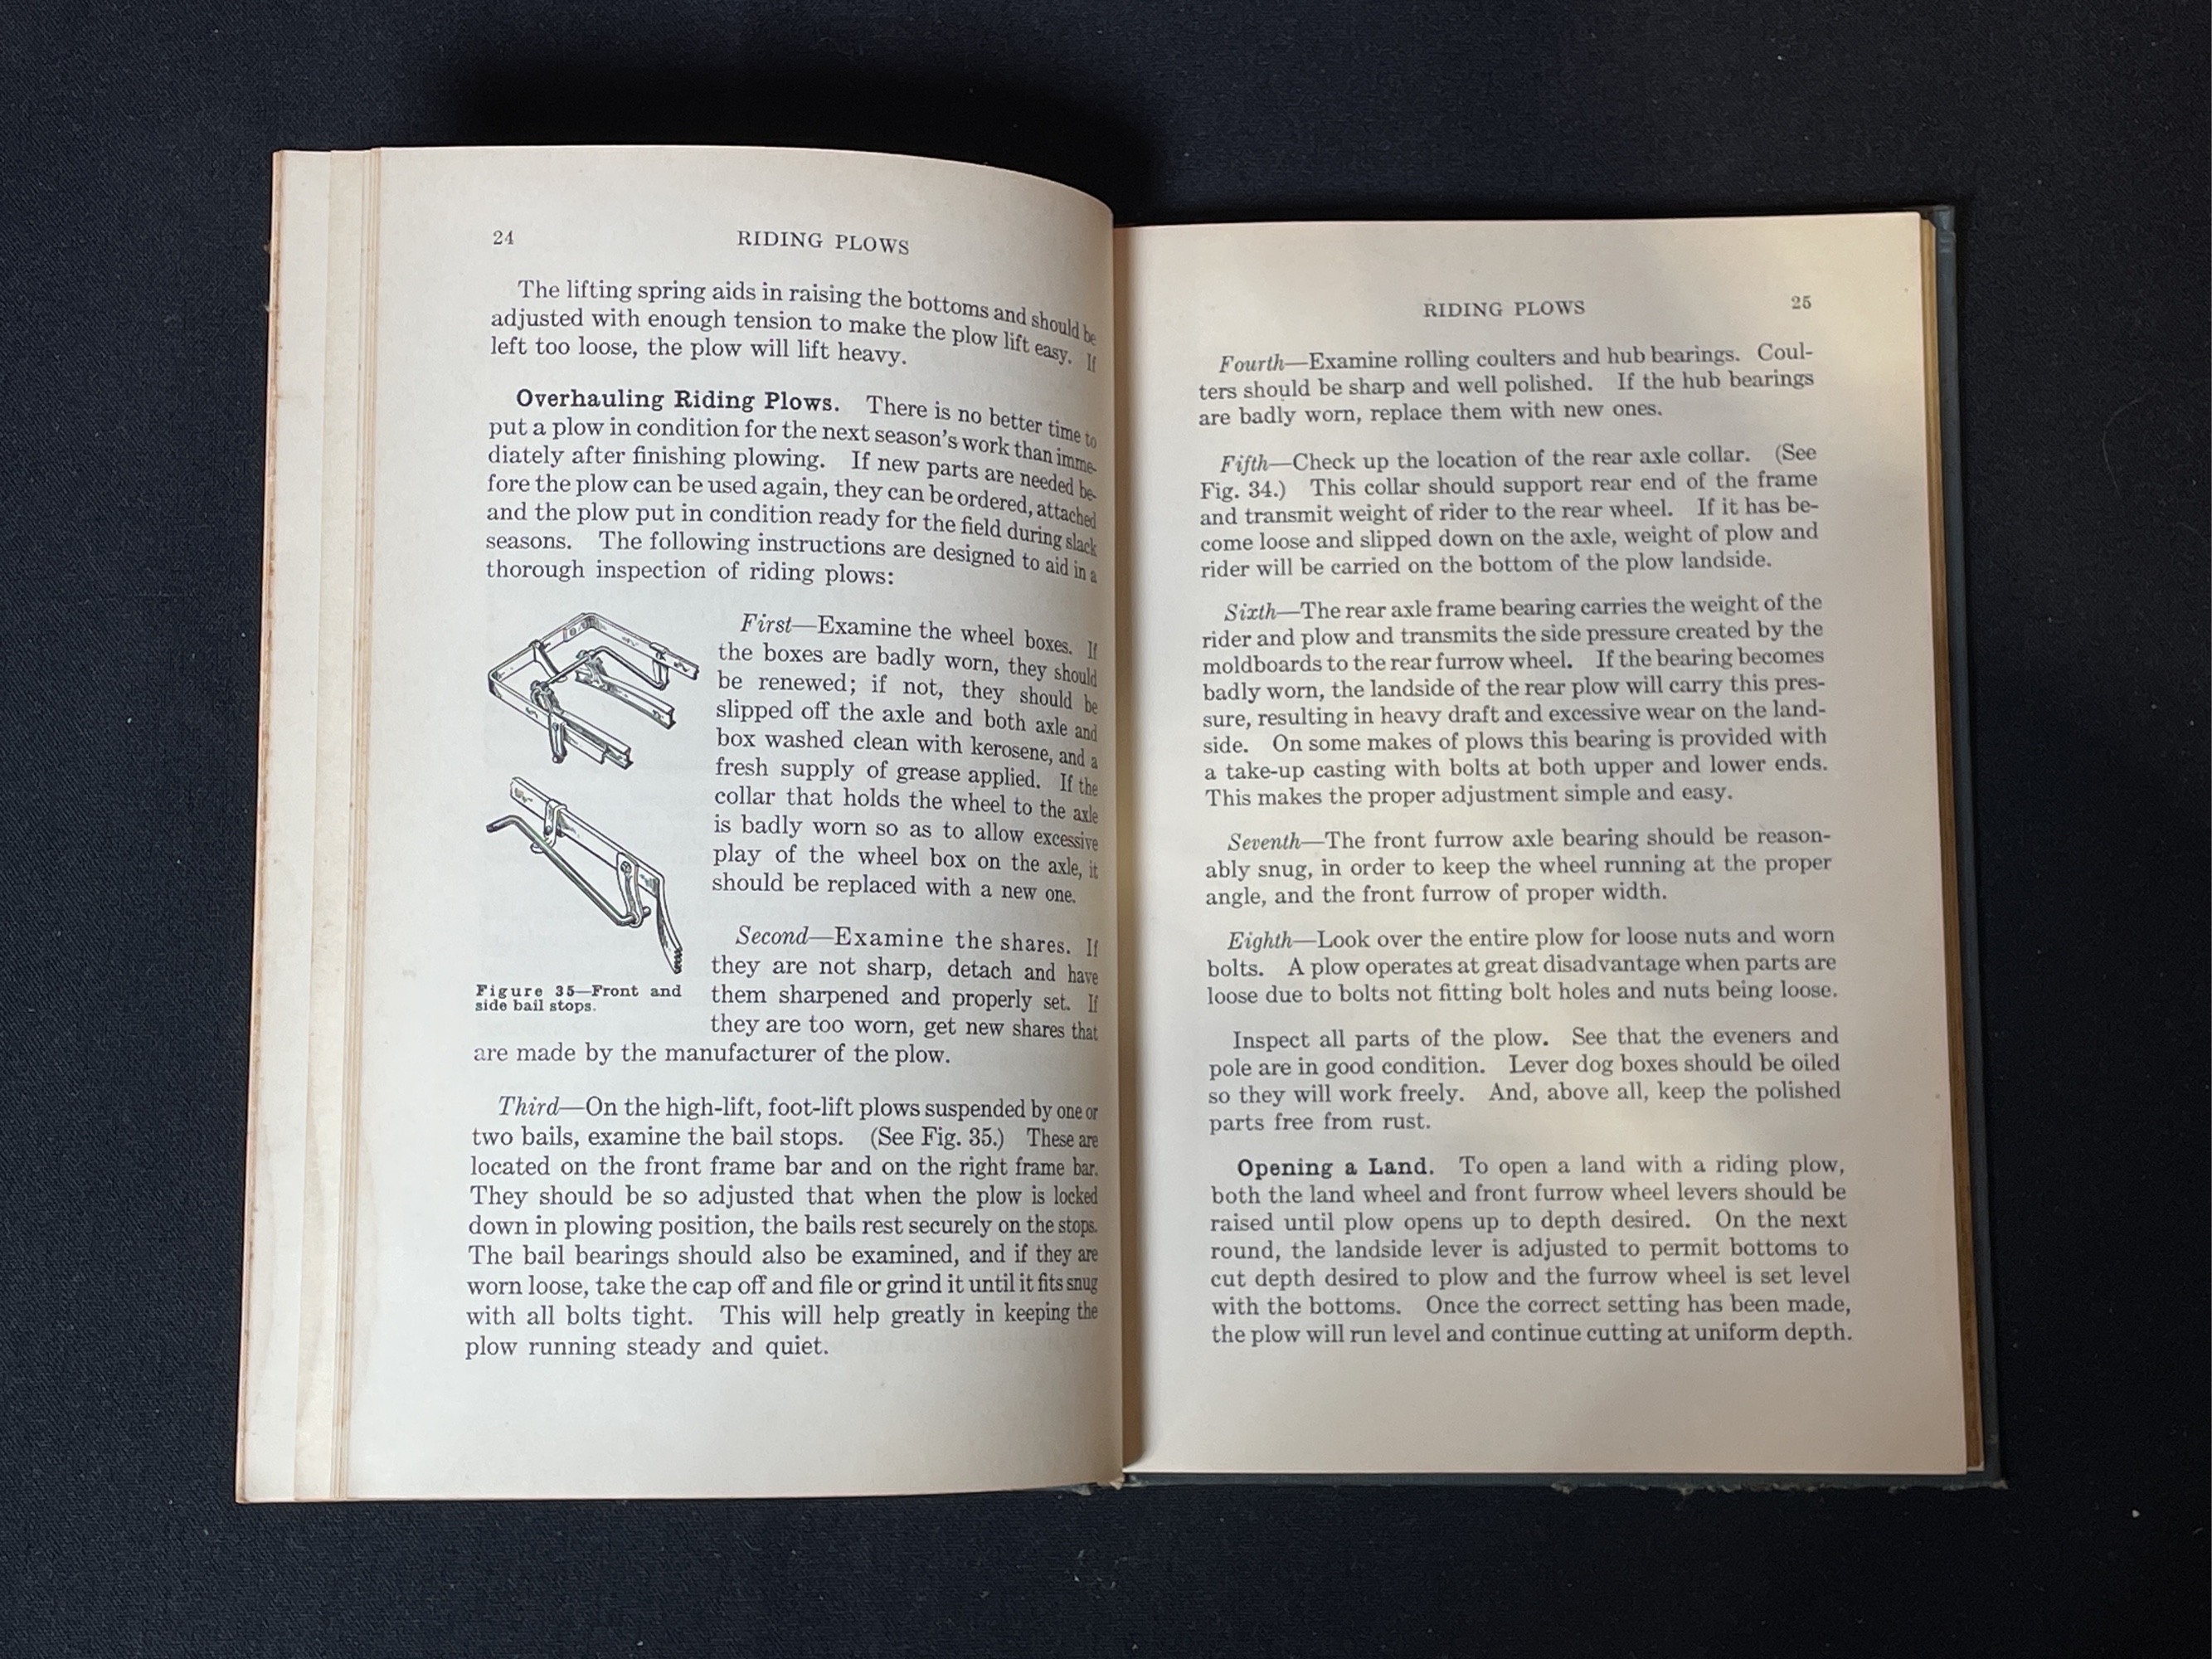 24
RIDING PLOWS
The lifting spring aids in raising the bottoms and should be
adjusted with enough tension to make the plow lift easy. If
left too loose, the plow will lift heavy.
Overhauling Riding Plows. There is no better time to
put a plow in condition for the next season's work than imme-
diately after finishing plowing. If new parts are needed be-
fore the plow can be used again, they can be ordered, attached
and the plow put in condition ready for the field during slack
seasons. The following instructions are designed to aid in a
thorough inspection of riding plows:
First—Examine the wheel boxes. If
the boxes are badly worn, they should
be renewed; if not, they should be
slipped off the axle and both axle and
box washed clean with kerosene, and a
fresh supply of grease applied. If the
collar that holds the wheel to the axle
is badly worn so as to allow excessive
play of the wheel box on the axle, it
should be replaced with a new one.
Figure 35—Front and
side bail stops.
Second—Examine the shares. If
they are not sharp, detach and have
them sharpened and properly set. If
they are too worn, get new shares that
are made by the manufacturer of the plow.
Third—On the high-lift, foot-lift plows suspended by one or
two bails, examine the bail stops. (See Fig. 35.) These are
located on the front frame bar and on the right frame bar.
They should be so adjusted that when the plow is locked
down in plowing position, the bails rest securely on the stops.
The bail bearings should also be examined, and if they are
worn loose, take the cap off and file or grind it until it fits snug
with all bolts tight. This will help greatly in keeping the
plow running steady and quiet.
RIDING PLOWS
25
Fourth—Examine rolling coulters and hub bearings. Coul-
ters should be sharp and well polished. If the hub bearings
are badly worn, replace them with new ones.
Fifth—Check up the location of the rear axle collar. (See
Fig. 34.) This collar should support rear end of the frame
and transmit weight of rider to the rear wheel. If it has be-
come loose and slipped down on the axle, weight of plow and
rider will be carried on the bottom of the plow landside.
Sixth—The rear axle frame bearing carries the weight of the
rider and plow and transmits the side pressure created by the
moldboards to the rear furrow wheel. If the bearing becomes
badly worn, the landside of the rear plow will carry this pres-
sure, resulting in heavy draft and excessive wear on the land-
side. On some makes of plows this bearing is provided with
a take-up casting with bolts at both upper and lower ends.
This makes the proper adjustment simple and easy.
Seventh—The front furrow axle bearing should be reason-
ably snug, in order to keep the wheel running at the proper
angle, and the front furrow of proper width.
Eighth—Look over the entire plow for loose nuts and worn
bolts. A plow operates at great disadvantage when parts are
loose due to bolts not fitting bolt holes and nuts being loose.
Inspect all parts of the plow. See that the eveners and
pole are in good condition. Lever dog boxes should be oiled
so they will work freely. And, above all, keep the polished
parts free from rust.
Opening a Land. To open a land with a riding plow,
both the land wheel and front furrow wheel levers should be
raised until plow opens up to depth desired. On the next
round, the landside lever is adjusted to permit bottoms to
cut depth desired to plow and the furrow wheel is set level
with the bottoms. Once the correct setting has been made,
the plow will run level and continue cutting at uniform depth.